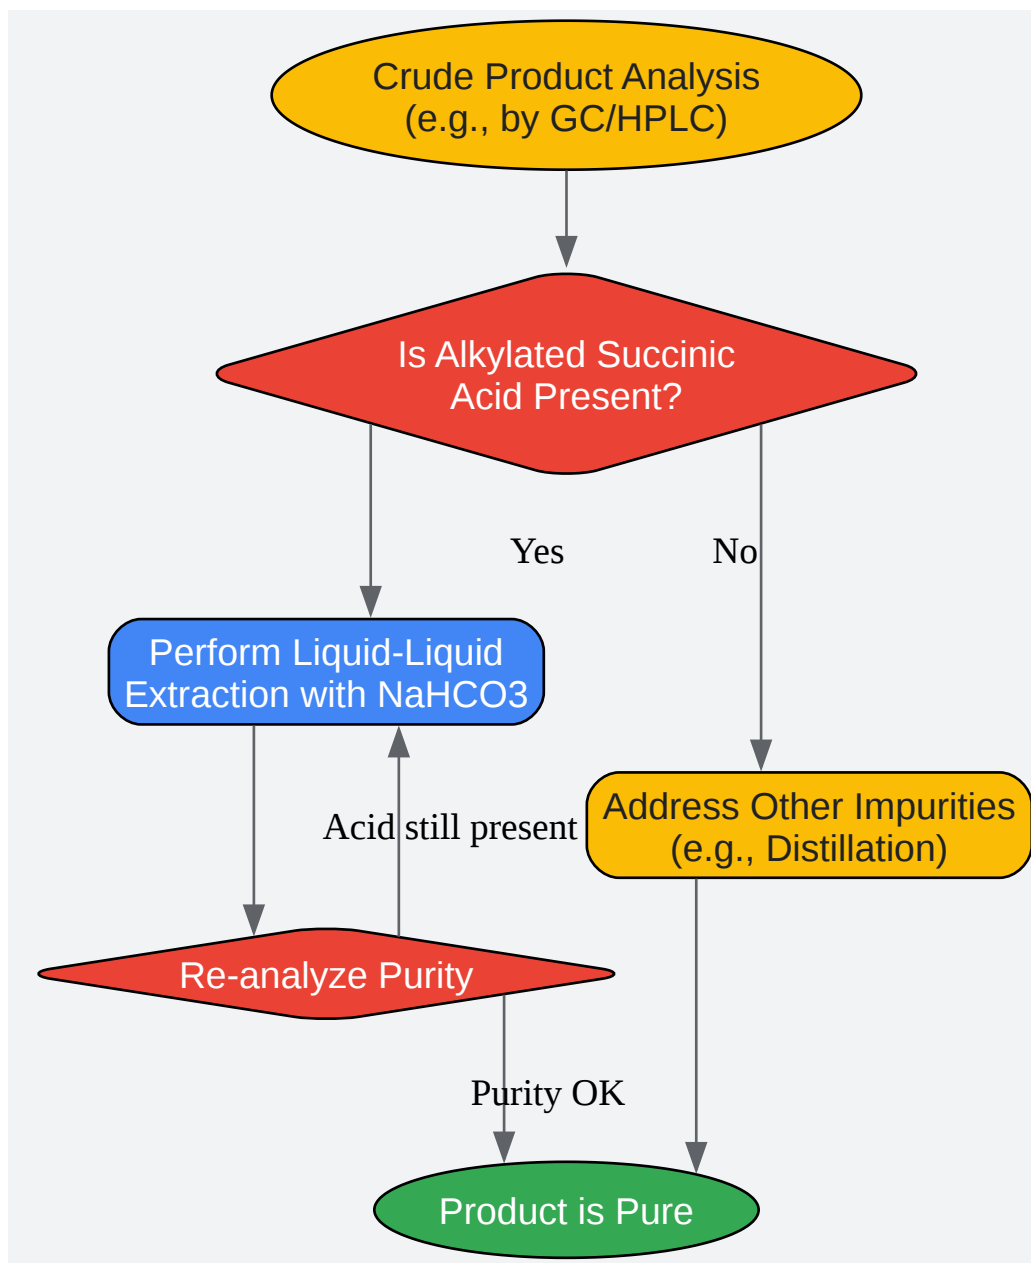 Crude Product Analysis
(e.g., by GC/HPLC)
Is Alkylated Succinic
Acid Present?
Yes
No
Perform Liquid-Liquid
Extraction with NaHCO3
Address Other Impurities
(e.g., Distillation)
Acid still present
Re-analyze Purity
Purity OK
Product is Pure